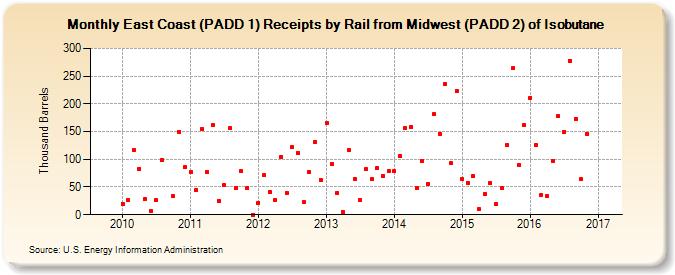 Monthly East Coast (PADD 1) Receipts by Rail from Midwest (PADD 2) of Isobutane
Thousand Barrels
300
250
200
150
100
50
0
2010 2011 2012 2013 2014 2015 2016 2017
Source: U.S. Energy Information Administration